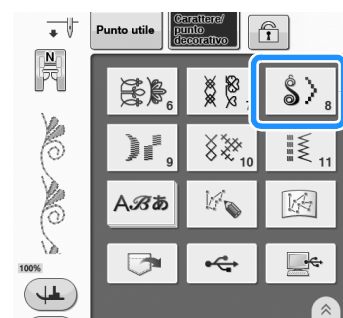 Punto utile
Carattere/
punto
decorativo
N
6
7
8
9
10
11
ABあ
100%